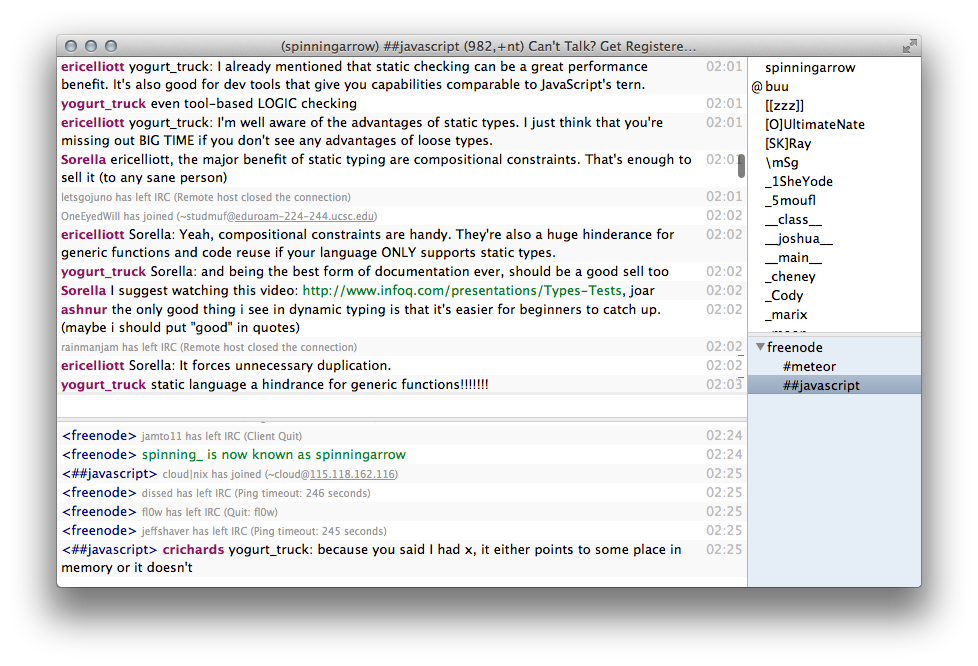 (spinningarrow) ##javascript (982,+nt) Can't Talk? Get Registere...
ericelliott yogurt_truck: I already mentioned that static checking can be a great performance 02:01
benefit. It's also good for dev tools that give you capabilities comparable to JavaScript's tern.
yogurt_truck even tool-based LOGIC checking 02:01
ericelliott yogurt_truck: I'm well aware of the advantages of static types. I just think that you're 02:01
missing out BIG TIME if you don't see any advantages of loose types.
Sorella ericelliott, the major benefit of static typing are compositional constraints. That's enough to 02:01
sell it (to any sane person)
letsgojuno has left IRC (Remote host closed the connection) 02:01
OneEyedWill has joined (~studmuf@eduroam-224-244.ucsc.edu) 02:02
ericelliott Sorella: Yeah, compositional constraints are handy. They're also a huge hinderance for 02:02
generic functions and code reuse if your language ONLY supports static types.
yogurt_truck Sorella: and being the best form of documentation ever, should be a good sell too 02:02
Sorella I suggest watching this video: http://www.infoq.com/presentations/Types-Tests, joar 02:02
ashnur the only good thing i see in dynamic typing is that it's easier for beginners to catch up. 02:02
(maybe i should put "good" in quotes)
rainmanjam has left IRC (Remote host closed the connection) 02:02
ericelliott Sorella: It forces unnecessary duplication. 02:02
yogurt_truck static language a hindrance for generic functions!!!!!!! 02:03
<freenode> jamto11 has left IRC (Client Quit) 02:24
<freenode> spinning_ is now known as spinningarrow 02:24
<##javascript> cloud|nix has joined (~cloud@115.118.162.116) 02:25
<freenode> dissed has left IRC (Ping timeout: 246 seconds) 02:25
<freenode> fl0w has left IRC (Quit: fl0w) 02:25
<freenode> jeffshaver has left IRC (Ping timeout: 245 seconds) 02:25
<##javascript> crichards yogurt_truck: because you said I had x, it either points to some place in 02:25
memory or it doesn't
spinningarrow
@ buu
[[zzz]]
[O]UltimateNate
[SK]Ray
\mSg
_1SheYode
_5moufl
__class__
__joshua__
__main__
_cheney
_Cody
_marix
freenode
#meteor
##javascript